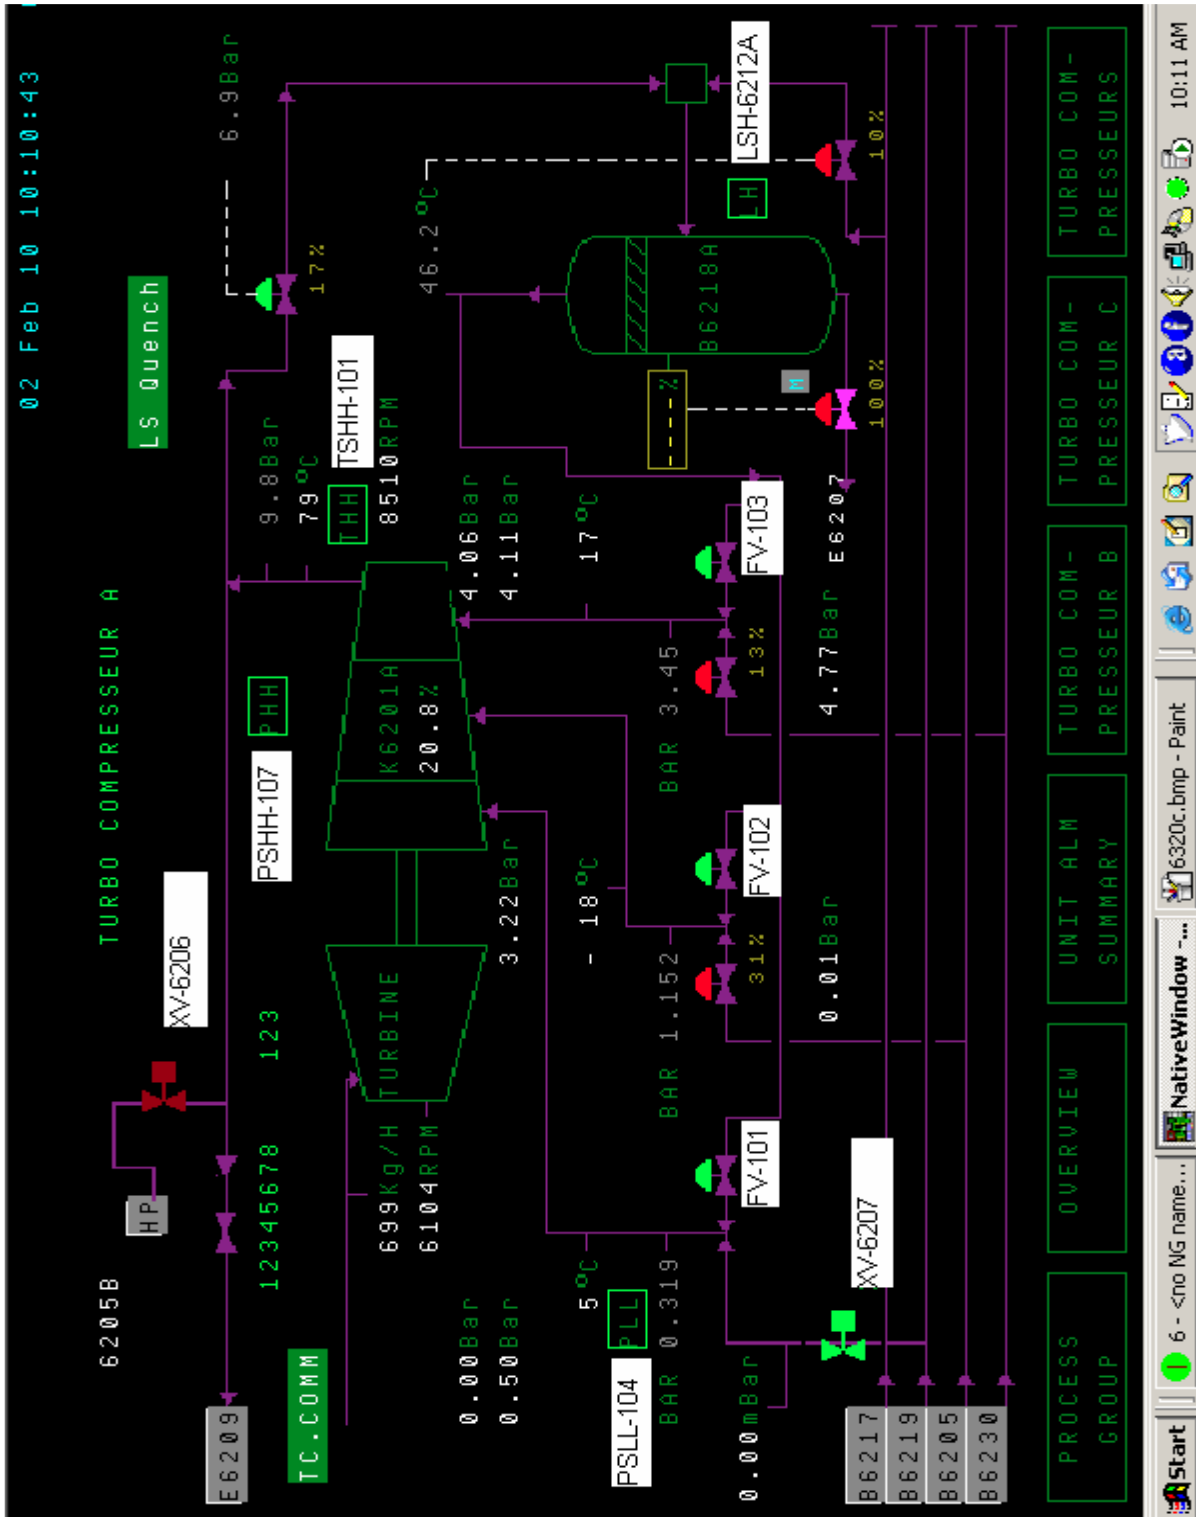 02 Feb 10 10:10:43
TURBO COMPRESSEUR A
LS Quench
6205B
HP
XV-6206
6.9Bar
E6209
12345678
123
PSHH-107
PHH
9.8Bar
79°C
THH
TSHH-101
17%
TC.COMM
699Kg/H
6104RPM
TURBINE
K6201A
20.8%
8510RPM
46.2°C
0.00Bar
0.50Bar
3.22Bar
4.06Bar
4.11Bar
5°C
- 18°C
17°C
PSLL-104
PLL
BAR 0.319
BAR 1.152
BAR 3.45
B6218A
LH
LSH-6212A
---%
M
0.00mBar
FV-101
31%
FV-102
13%
FV-103
XV-6207
0.01Bar
4.77Bar
E6207
100%
10%
B6217
B6219
B6205
B6230
PROCESS
GROUP
OVERVIEW
UNIT ALM
SUMMARY
TURBO COM-
PRESSEUR B
TURBO COM-
PRESSEUR C
TURBO COM-
PRESSEURS
Start
6 - <no NG name...
NativeWindow -...
6320c.bmp - Paint
10:11 AM